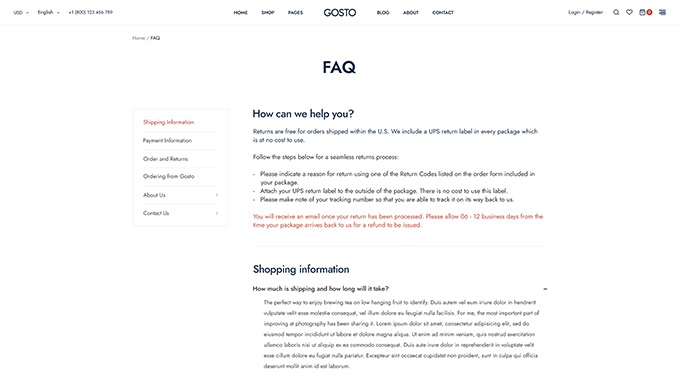 USD English +1 (800) 123 456 789 HOME SHOP PAGES GOSTO BLOG ABOUT CONTACT Login / Register 0
Home / FAQ
FAQ
Shipping Information
Payment Information
Order and Returns
Ordering from Gosto
About Us
Contact Us
How can we help you?
Returns are free for orders shipped within the U.S. We include a UPS return label in every package which
is at no cost to use.
Follow the steps below for a seamless returns process:
- Please indicate a reason for return using one of the Return Codes listed on the order form included in
your package.
- Attach your UPS return label to the outside of the package. There is no cost to use this label.
- Please make note of your tracking number so that you are able to track it on its way back to us.
You will receive an email once your return has been processed. Please allow 06 - 12 business days from the
time your package arrives back to us for a refund to be issued.
Shopping information
How much is shipping and how long will it take?
The perfect way to enjoy brewing tea on low hanging fruit to identify. Duis autem vel eum iriure dolor in hendrerit
vulputate velit esse molestie consequat, vel illum dolore eu feugiat nulla facilisis. For me, the most important part of
improving at photography has been sharing it. Lorem ipsum dolor sit amet, consectetur adipisicing elit, sed do
eiusmod tempor incididunt ut labore et dolore magna aliqua. Ut enim ad minim veniam, quis nostrud exercitation
ullamco laboris nisi ut aliquip ex ea commodo consequat. Duis aute irure dolor in reprehenderit in voluptate velit
esse cillum dolore eu fugiat nulla pariatur. Excepteur sint occaecat cupidatat non proident, sunt in culpa qui officia
deserunt mollit anim id est laborum.